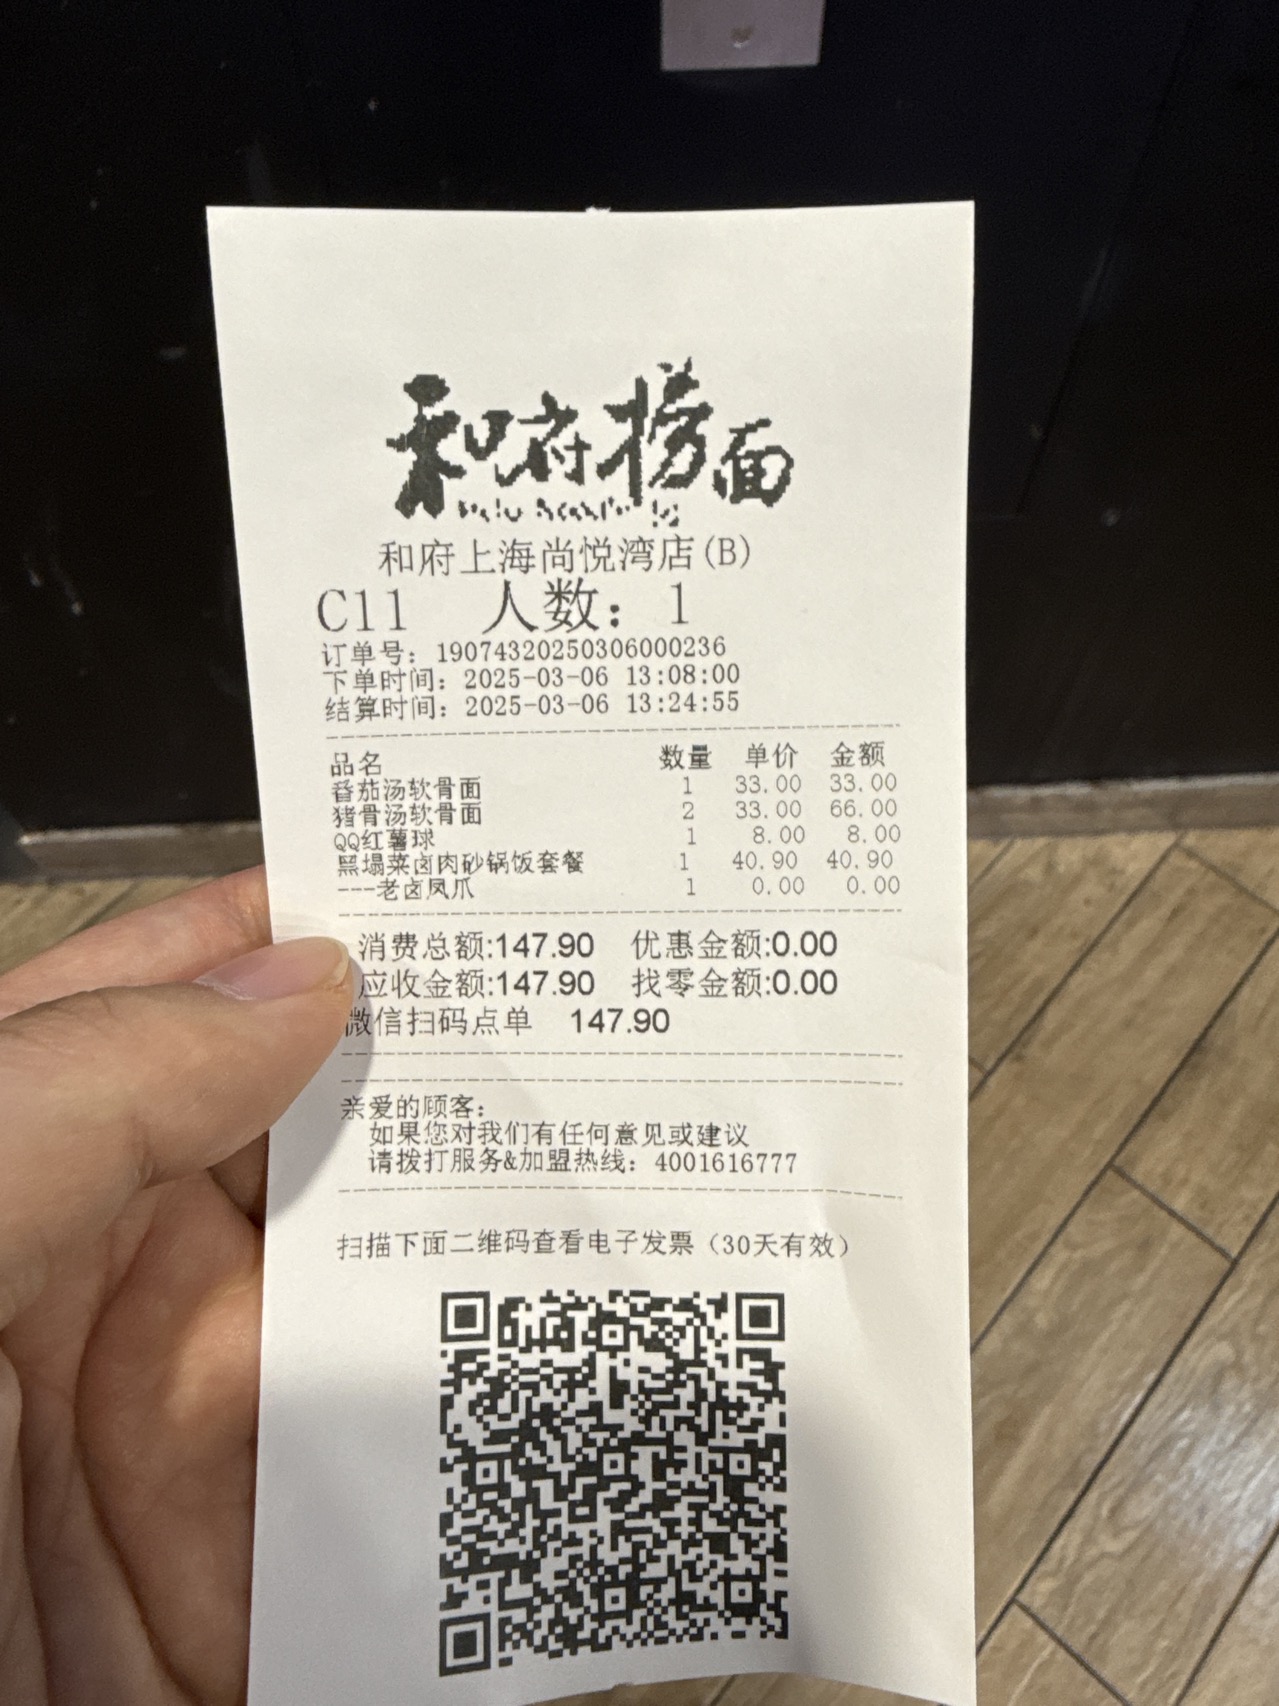 和府捞面
和府上海尚悦湾店(B)
C11 人数：1
订单号：19074320250306000236
下单时间：2025-03-06 13:08:00
结算时间：2025-03-06 13:24:55
品名 数量 单价 金额
番茄汤软骨面 1 33.00 33.00
猪骨汤软骨面 2 33.00 66.00
QQ红薯球 1 8.00 8.00
黑塌菜卤肉砂锅饭套餐 1 40.90 40.90
---老卤凤爪 1 0.00 0.00
消费总额:147.90 优惠金额:0.00
应收金额:147.90 找零金额:0.00
微信扫码点单 147.90
亲爱的顾客：
如果您对我们有任何意见或建议
请拨打服务&加盟热线：4001616777
扫描下面二维码查看电子发票（30天有效）